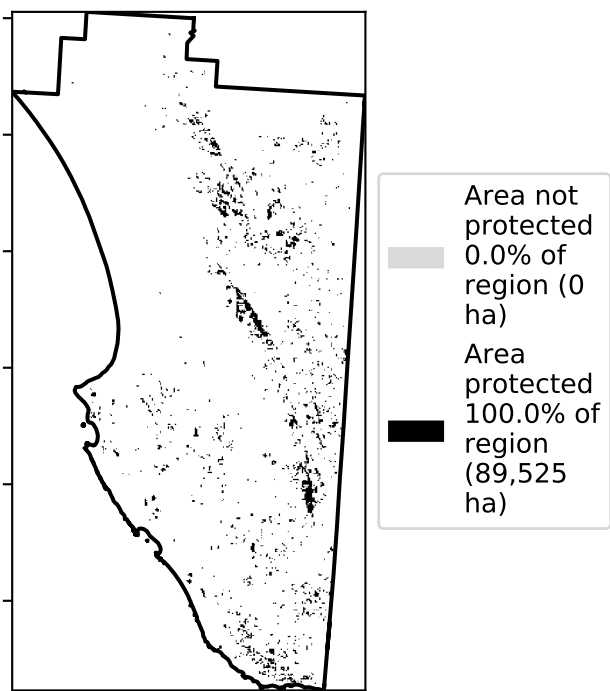 Area not
protected
0.0% of
region (0
ha)
Area
protected
100.0% of
region
(89,525
ha)